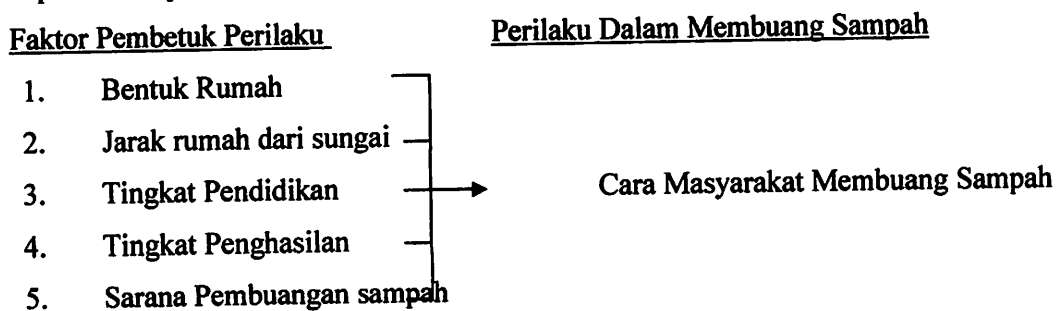 Faktor Pembetuk Perilaku Perilaku Dalam Membuang Sampah
1. Bentuk Rumah
2. Jarak rumah dari sungai
3. Tingkat Pendidikan Cara Masyarakat Membuang Sampah
4. Tingkat Penghasilan
5. Sarana Pembuangan sampah